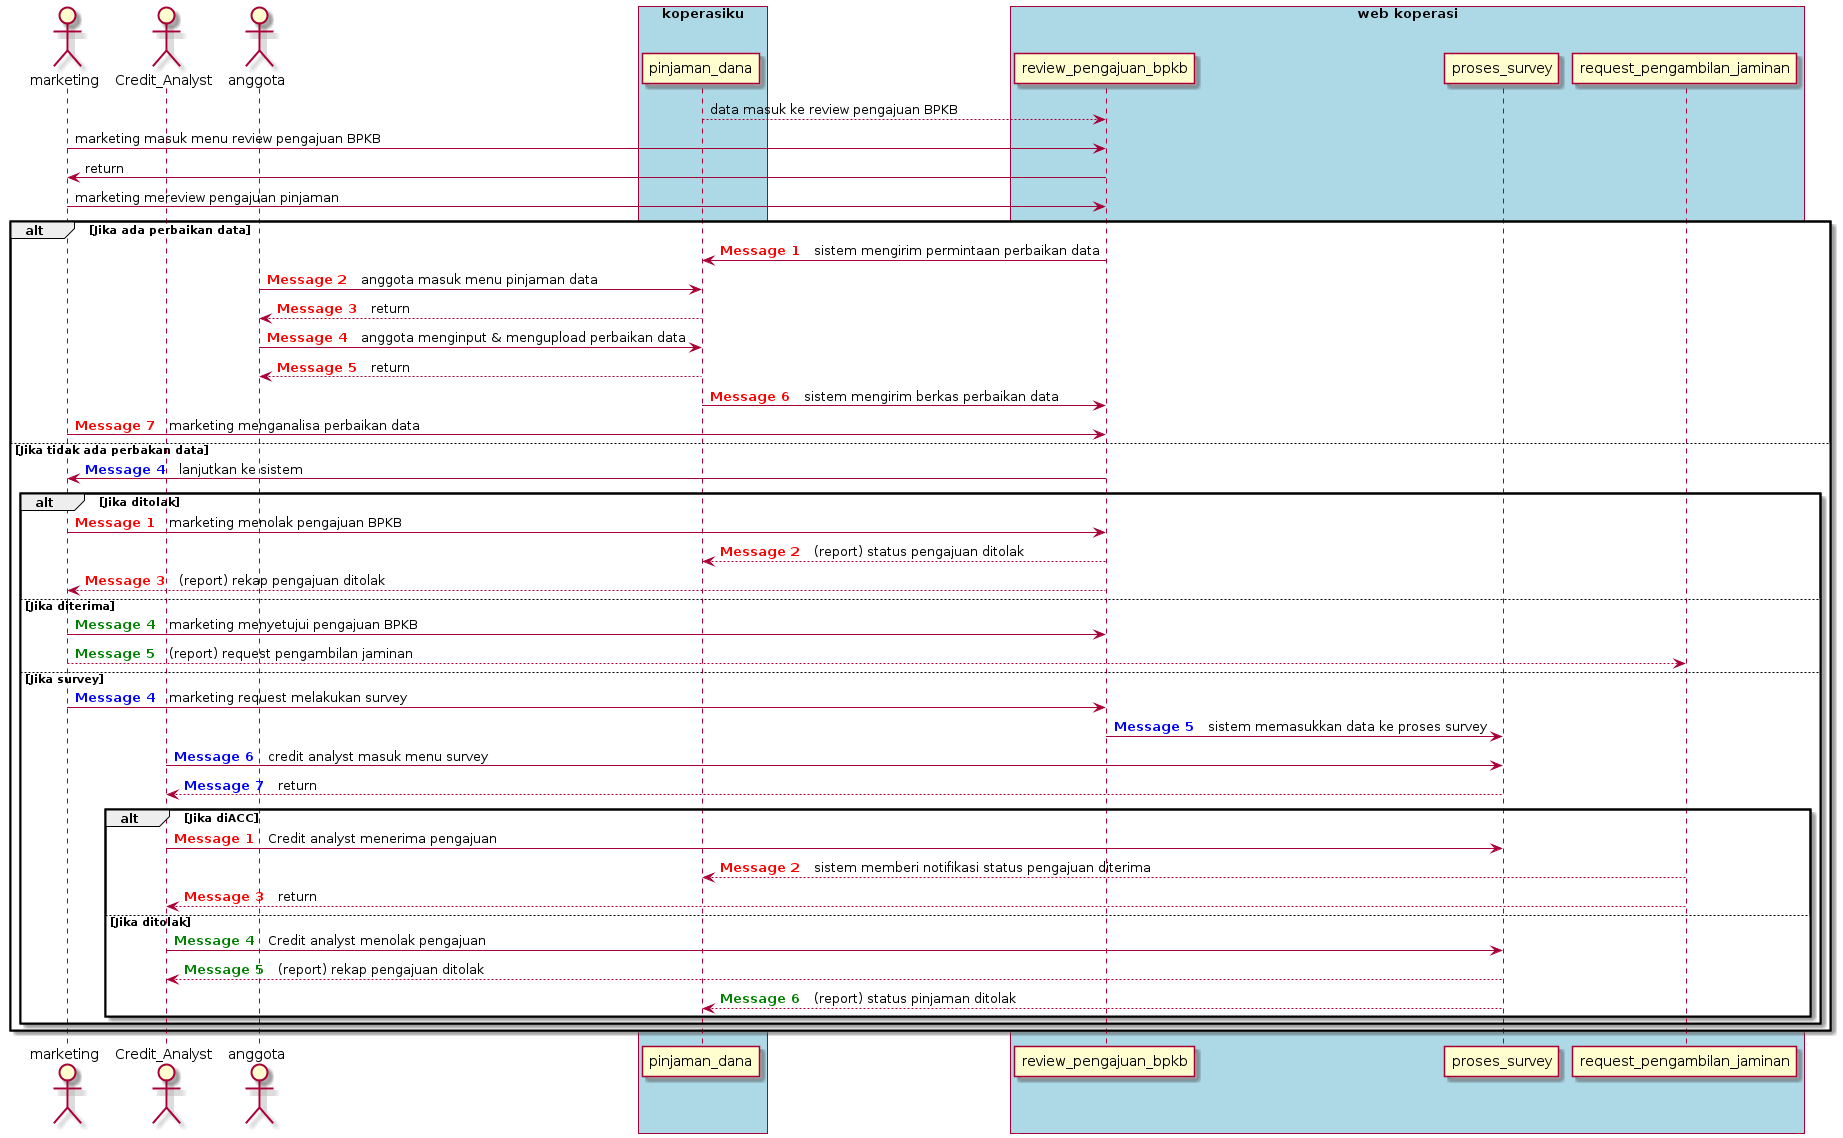 koperasiku
web koperasi
marketing
Credit_Analyst
anggota
pinjaman_dana
review_pengajuan_bpkb
proses_survey
request_pengambilan_jaminan
data masuk ke review pengajuan BPKB
marketing masuk menu review pengajuan BPKB
return
marketing mereview pengajuan pinjaman
alt [Jika ada perbaikan data]
Message 1 sistem mengirim permintaan perbaikan data
Message 2 anggota masuk menu pinjaman data
Message 3 return
Message 4 anggota menginput & mengupload perbaikan data
Message 5 return
Message 6 sistem mengirim berkas perbaikan data
Message 7 marketing menganalisa perbaikan data
[Jika tidak ada perbakan data]
Message 4 lanjutkan ke sistem
alt [Jika ditolak]
Message 1 marketing menolak pengajuan BPKB
Message 2 (report) status pengajuan ditolak
Message 3 (report) rekap pengajuan ditolak
[Jika diterima]
Message 4 marketing menyetujui pengajuan BPKB
Message 5 (report) request pengambilan jaminan
[Jika survey]
Message 4 marketing request melakukan survey
Message 5 sistem memasukkan data ke proses survey
Message 6 credit analyst masuk menu survey
Message 7 return
alt [Jika diACC]
Message 1 Credit analyst menerima pengajuan
Message 2 sistem memberi notifikasi status pengajuan diterima
Message 3 return
[Jika ditolak]
Message 4 Credit analyst menolak pengajuan
Message 5 (report) rekap pengajuan ditolak
Message 6 (report) status pinjaman ditolak
marketing
Credit_Analyst
anggota
pinjaman_dana
review_pengajuan_bpkb
proses_survey
request_pengambilan_jaminan